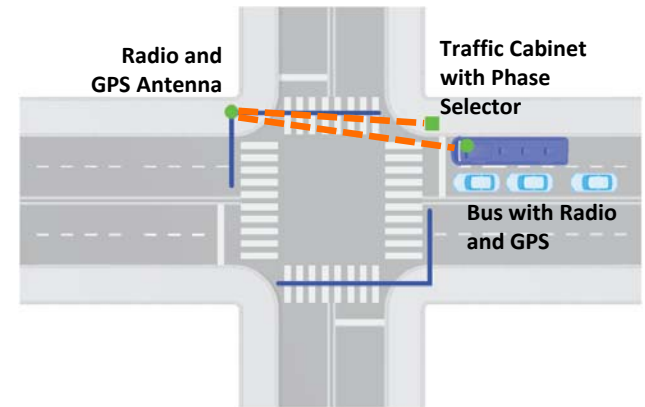 Radio and
GPS Antenna
Traffic Cabinet
with Phase
Selector
Bus with Radio
and GPS